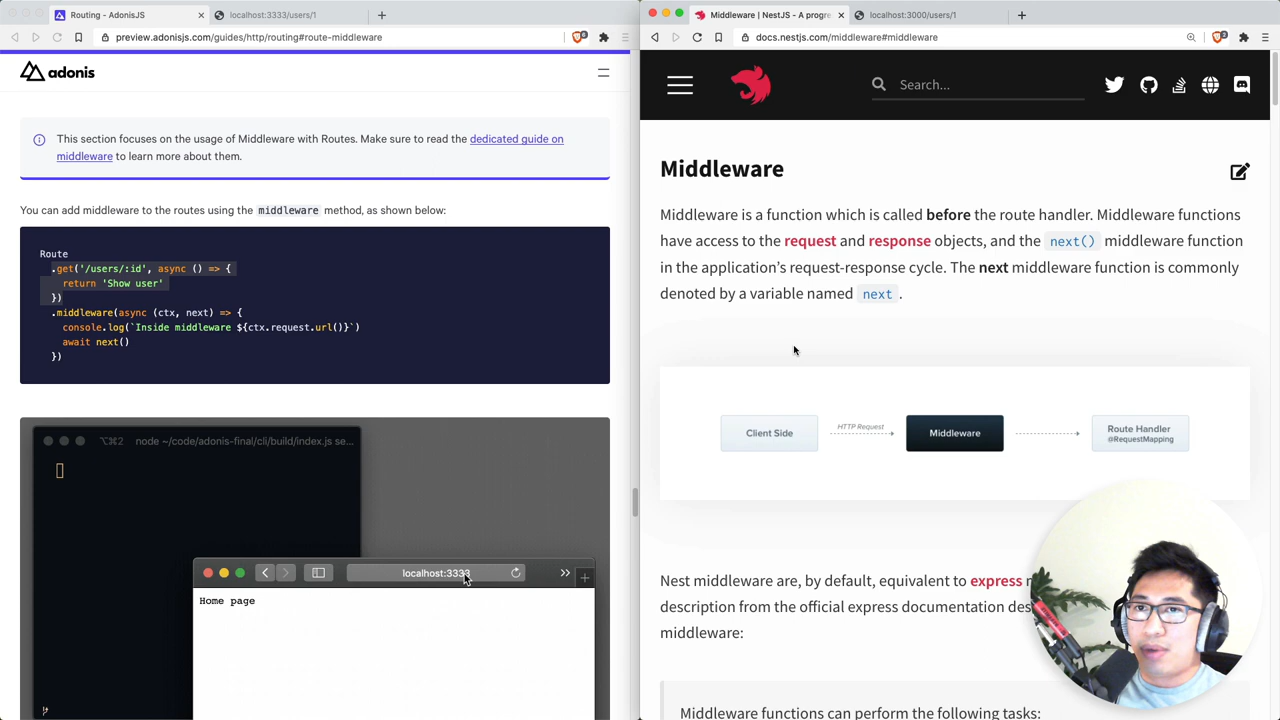 Routing - AdonisJS
localhost:3333/users/1
preview.adonisjs.com/guides/http/routing#route-middleware
adonis
This section focuses on the usage of Middleware with Routes. Make sure to read the dedicated guide on
middleware to learn more about them.
You can add middleware to the routes using the middleware method, as shown below:
Route
.get('/users/:id', async () => {
return 'Show user'
})
.middleware(async (ctx, next) => {
console.log(`Inside middleware ${ctx.request.url()}`)
await next()
})
⌥⌘2 node ~/code/adonis-final/cli/build/index.js se...
localhost:3333
Home page
Middleware | NestJS - A progre
localhost:3000/users/1
docs.nestjs.com/middleware#middleware
Search...
Middleware
Middleware is a function which is called before the route handler. Middleware functions
have access to the request and response objects, and the next() middleware function
in the application's request-response cycle. The next middleware function is commonly
denoted by a variable named next .
Client Side
HTTP Request
Middleware
Route Handler
@RequestMapping
Nest middleware are, by default, equivalent to express
description from the official express documentation
middleware:
Middleware functions can perform the following tasks: